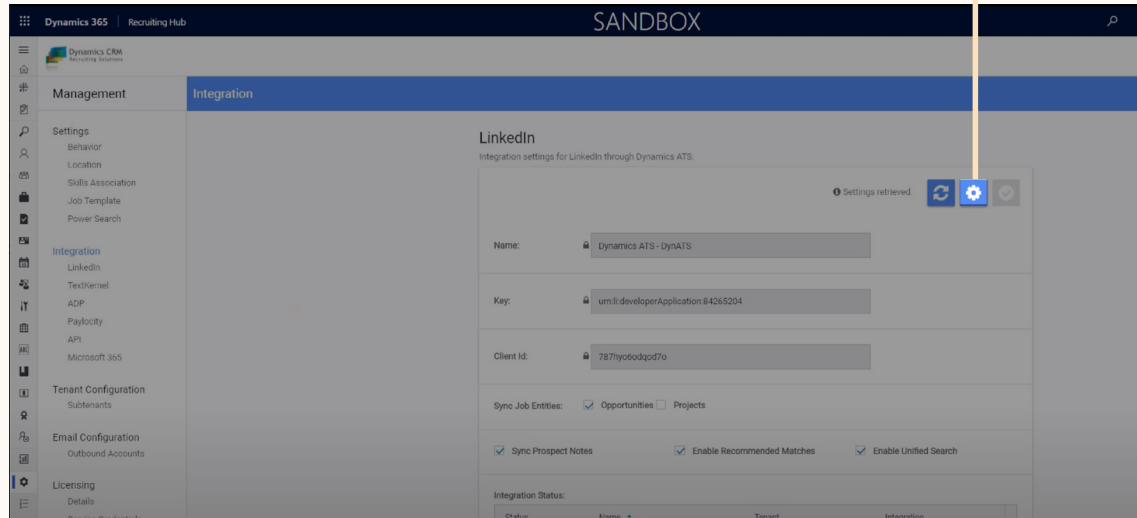 Dynamics 365 Recruiting Hub
SANDBOX
Dynamics CRM
Recruiting Solutions
Management
Integration
Settings
Behavior
Location
Skills Association
Job Template
Power Search
Integration
LinkedIn
TextKernel
ADP
Paylocity
API
Microsoft 365
Tenant Configuration
Subtenants
Email Configuration
Outbound Accounts
Licensing
Details
LinkedIn
Integration settings for LinkedIn through Dynamics ATS.
Settings retrieved.
Name: Dynamics ATS - DynATS
Key: urn:li:developerApplication:84265204
Client Id: 787hyo6odqod7o
Sync Job Entities: Opportunities Projects
Sync Prospect Notes Enable Recommended Matches Enable Unified Search
Integration Status:
Status Name Tenant Integration